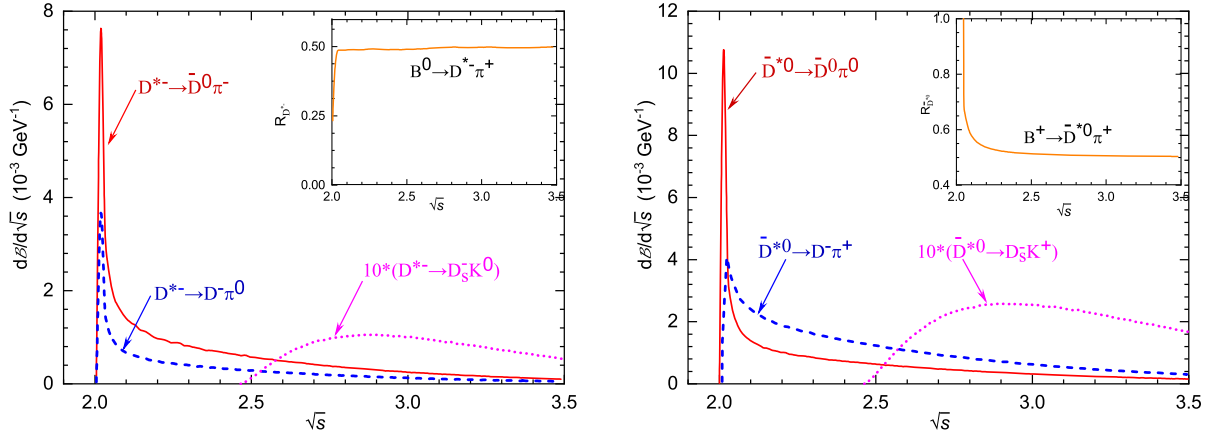 8
6
4
2
0
dℬ/d√s (10⁻³ GeV⁻¹)
D*⁻→D̄⁰π⁻
D*⁻→D⁻π⁰
10*(D*⁻→D_S⁻K⁰)
2.0
2.5
3.0
3.5
√s
0.50
0.25
0.00
R_D*⁻
B⁰→D*⁻π⁺
2.0
2.5
3.0
3.5
√s
12
10
8
6
4
2
0
dℬ/d√s (10⁻³ GeV⁻¹)
D̄*⁰→D̄⁰π⁰
D̄*⁰→D⁻π⁺
10*(D̄*⁰→D_S⁻K⁺)
2.0
2.5
3.0
3.5
√s
1.0
0.8
0.6
0.4
R_D̄*⁰
B⁺→D̄*⁰π⁺
2.0
2.5
3.0
3.5
√s